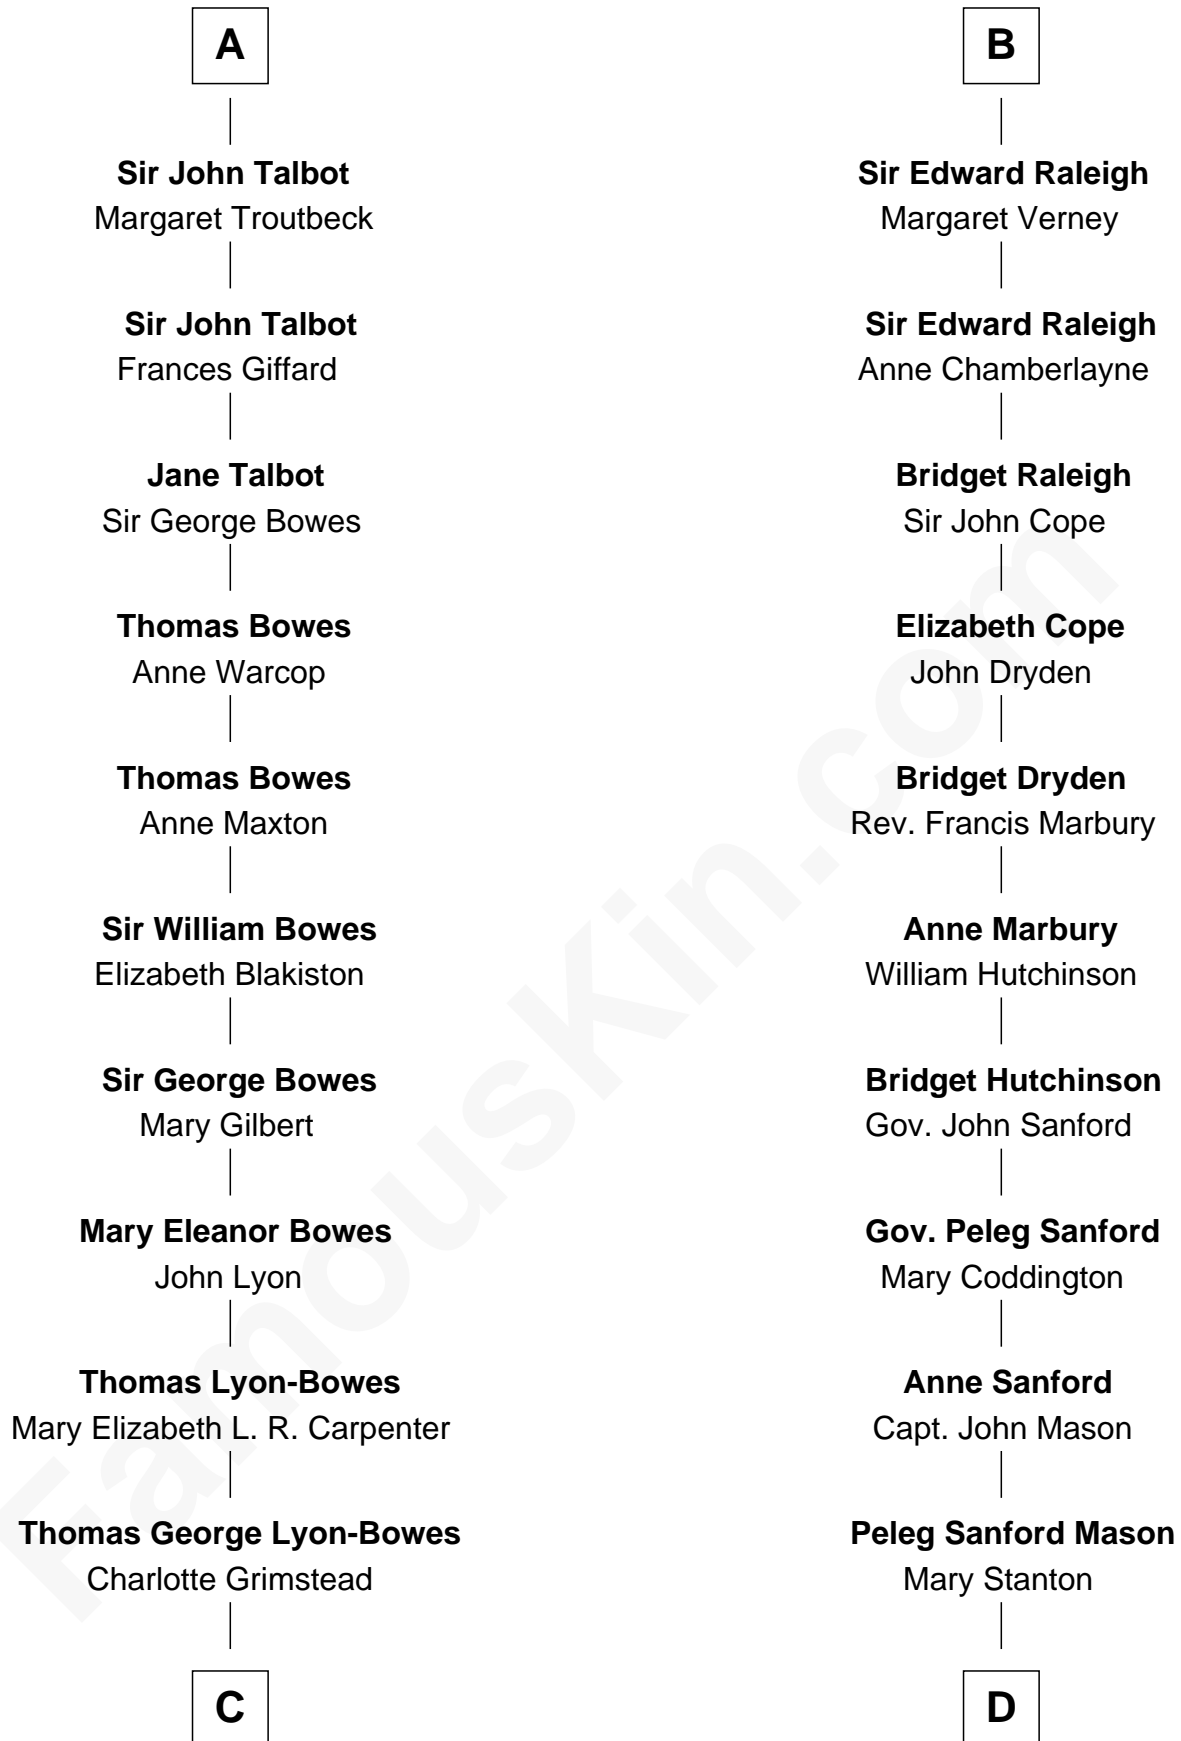 A
Sir John Talbot
Margaret Troutbeck
Sir John Talbot
Frances Giffard
Jane Talbot
Sir George Bowes
Thomas Bowes
Anne Warcop
Thomas Bowes
Anne Maxton
Sir William Bowes
Elizabeth Blakiston
Sir George Bowes
Mary Gilbert
Mary Eleanor Bowes
John Lyon
Thomas Lyon-Bowes
Mary Elizabeth L. R. Carpenter
Thomas George Lyon-Bowes
Charlotte Grimstead
C
B
Sir Edward Raleigh
Margaret Verney
Sir Edward Raleigh
Anne Chamberlayne
Bridget Raleigh
Sir John Cope
Elizabeth Cope
John Dryden
Bridget Dryden
Rev. Francis Marbury
Anne Marbury
William Hutchinson
Bridget Hutchinson
Gov. John Sanford
Gov. Peleg Sanford
Mary Coddington
Anne Sanford
Capt. John Mason
Peleg Sanford Mason
Mary Stanton
D
FamousKin.com